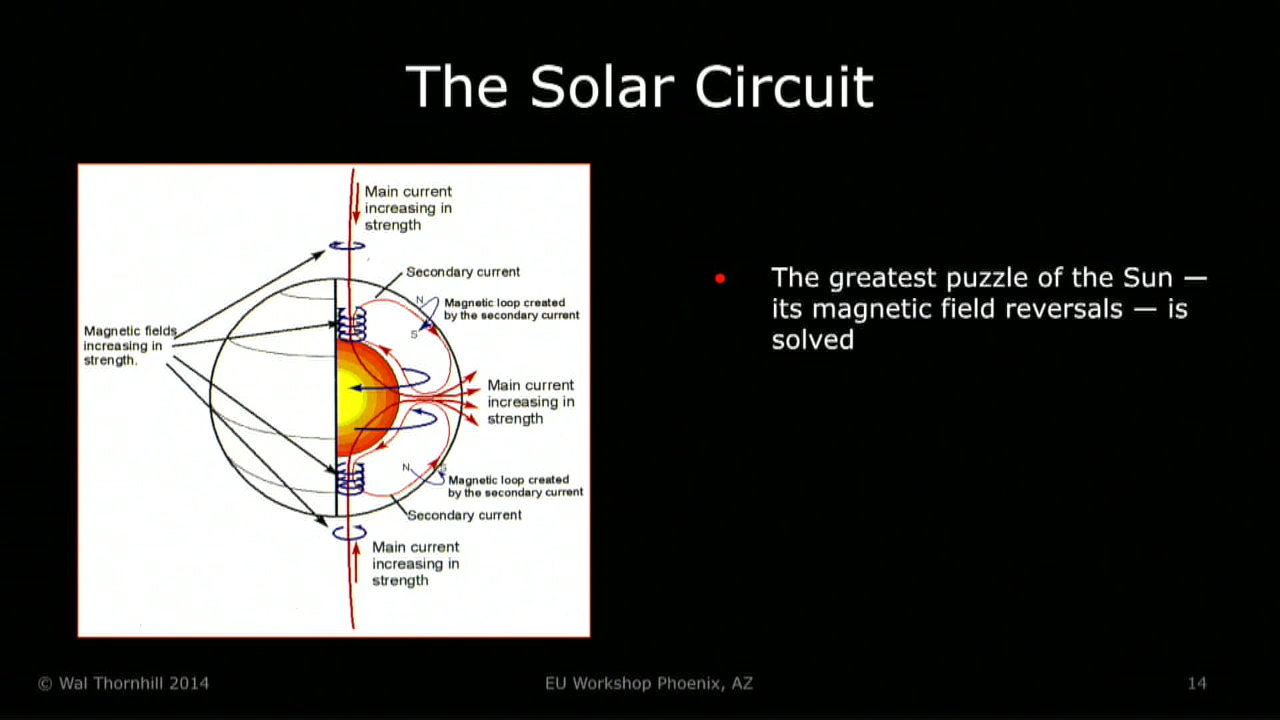 The Solar Circuit
Main current
increasing in
strength
Secondary current
N
Magnetic loop created
by the secondary current
S
Magnetic fields
increasing in
strength.
Main current
increasing in
strength
N
S
Magnetic loop created
by the secondary current
Secondary current
Main current
increasing in
strength
• The greatest puzzle of the Sun —
its magnetic field reversals — is
solved
© Wal Thornhill 2014
EU Workshop Phoenix, AZ
14